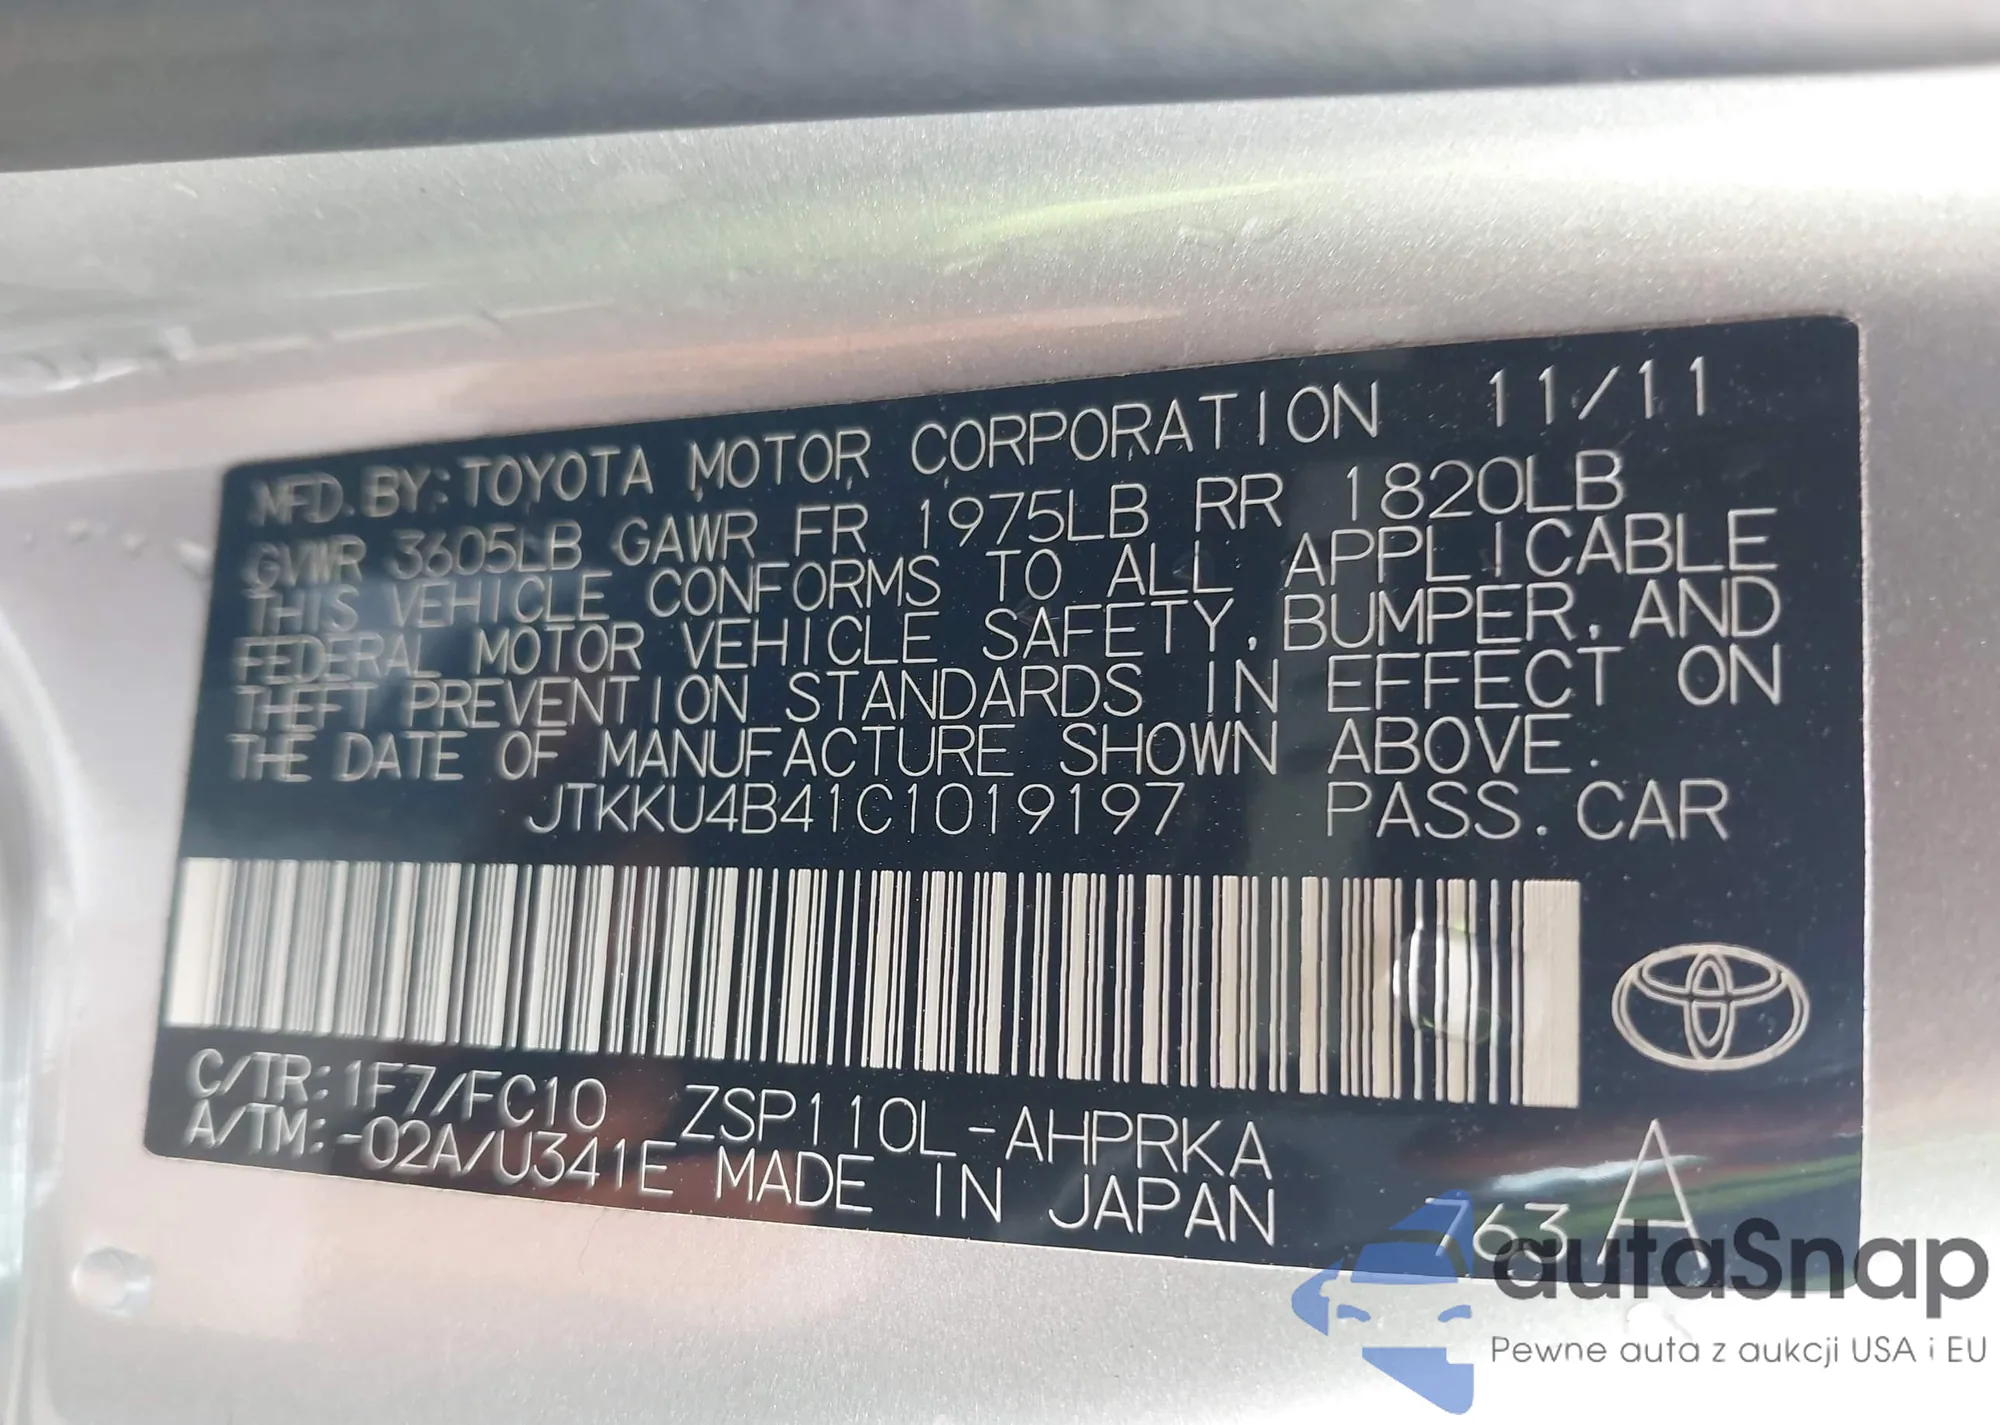 MFD. BY: TOYOTA MOTOR CORPORATION 11/11
GVWR 3605LB GAWR FR 1975LB RR 1820LB
THIS VEHICLE CONFORMS TO ALL APPLICABLE
FEDERAL MOTOR VEHICLE SAFETY, BUMPER, AND
THEFT PREVENTION STANDARDS IN EFFECT ON
THE DATE OF MANUFACTURE SHOWN ABOVE.
JTKKU4B41C1019197 PASS. CAR
C/TR: 1F7/FC10 ZSP110L-AHPRKA
A/TM: -02A/U341E MADE IN JAPAN 763 A
autaSnap
Pewne auta z aukcji USA i EU